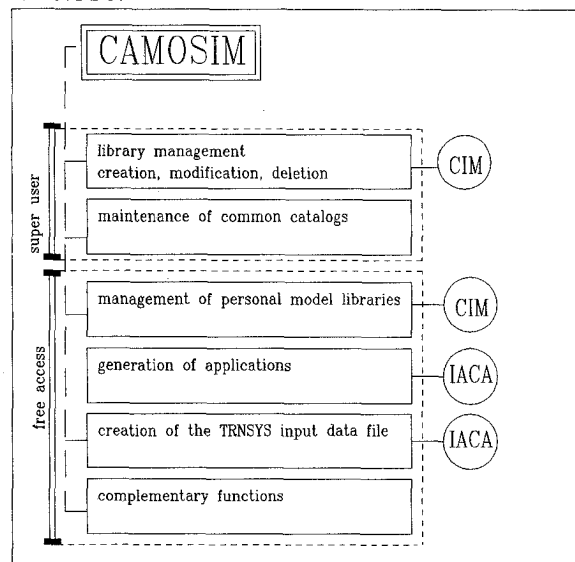 CAMOSIM
super user
library management
creation, modification, deletion
CIM
maintenance of common catalogs
free access
management of personal model libraries
CIM
generation of applications
IACA
creation of the TRNSYS input data file
IACA
complementary functions